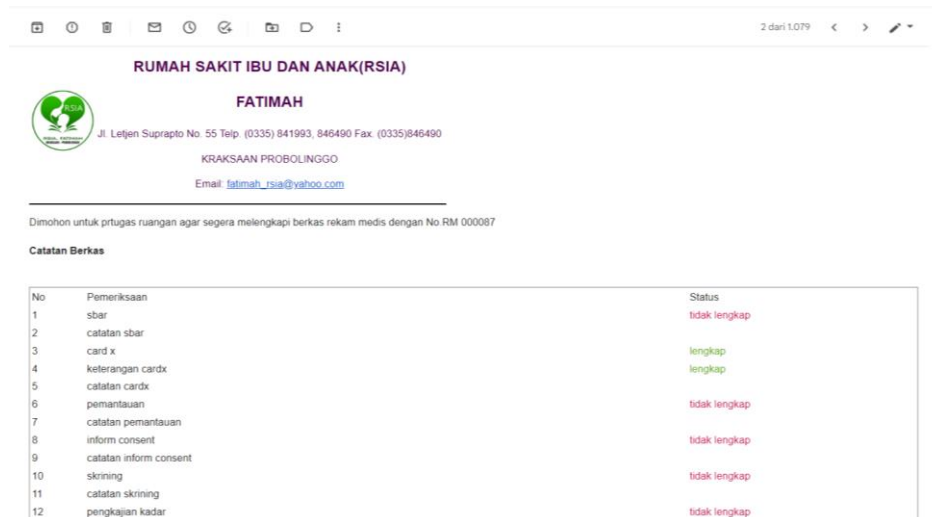 2 dari 1.079
RUMAH SAKIT IBU DAN ANAK(RSIA)
FATIMAH
RSIA
Jl. Letjen Suprapto No. 55 Telp. (0335) 841993, 846490 Fax. (0335)846490
KRAKSAAN PROBOLINGGO
Email: fatimah_rsia@yahoo.com
Dimohon untuk prtugas ruangan agar segera melengkapi berkas rekam medis dengan No.RM 000087
Catatan Berkas
No Pemeriksaan Status
1 sbar tidak lengkap
2 catatan sbar
3 card x lengkap
4 keterangan cardx lengkap
5 catatan cardx
6 pemantauan tidak lengkap
7 catatan pemantauan
8 inform consent tidak lengkap
9 catatan inform consent
10 skrining tidak lengkap
11 catatan skrining
12 pengkajian kadar tidak lengkap